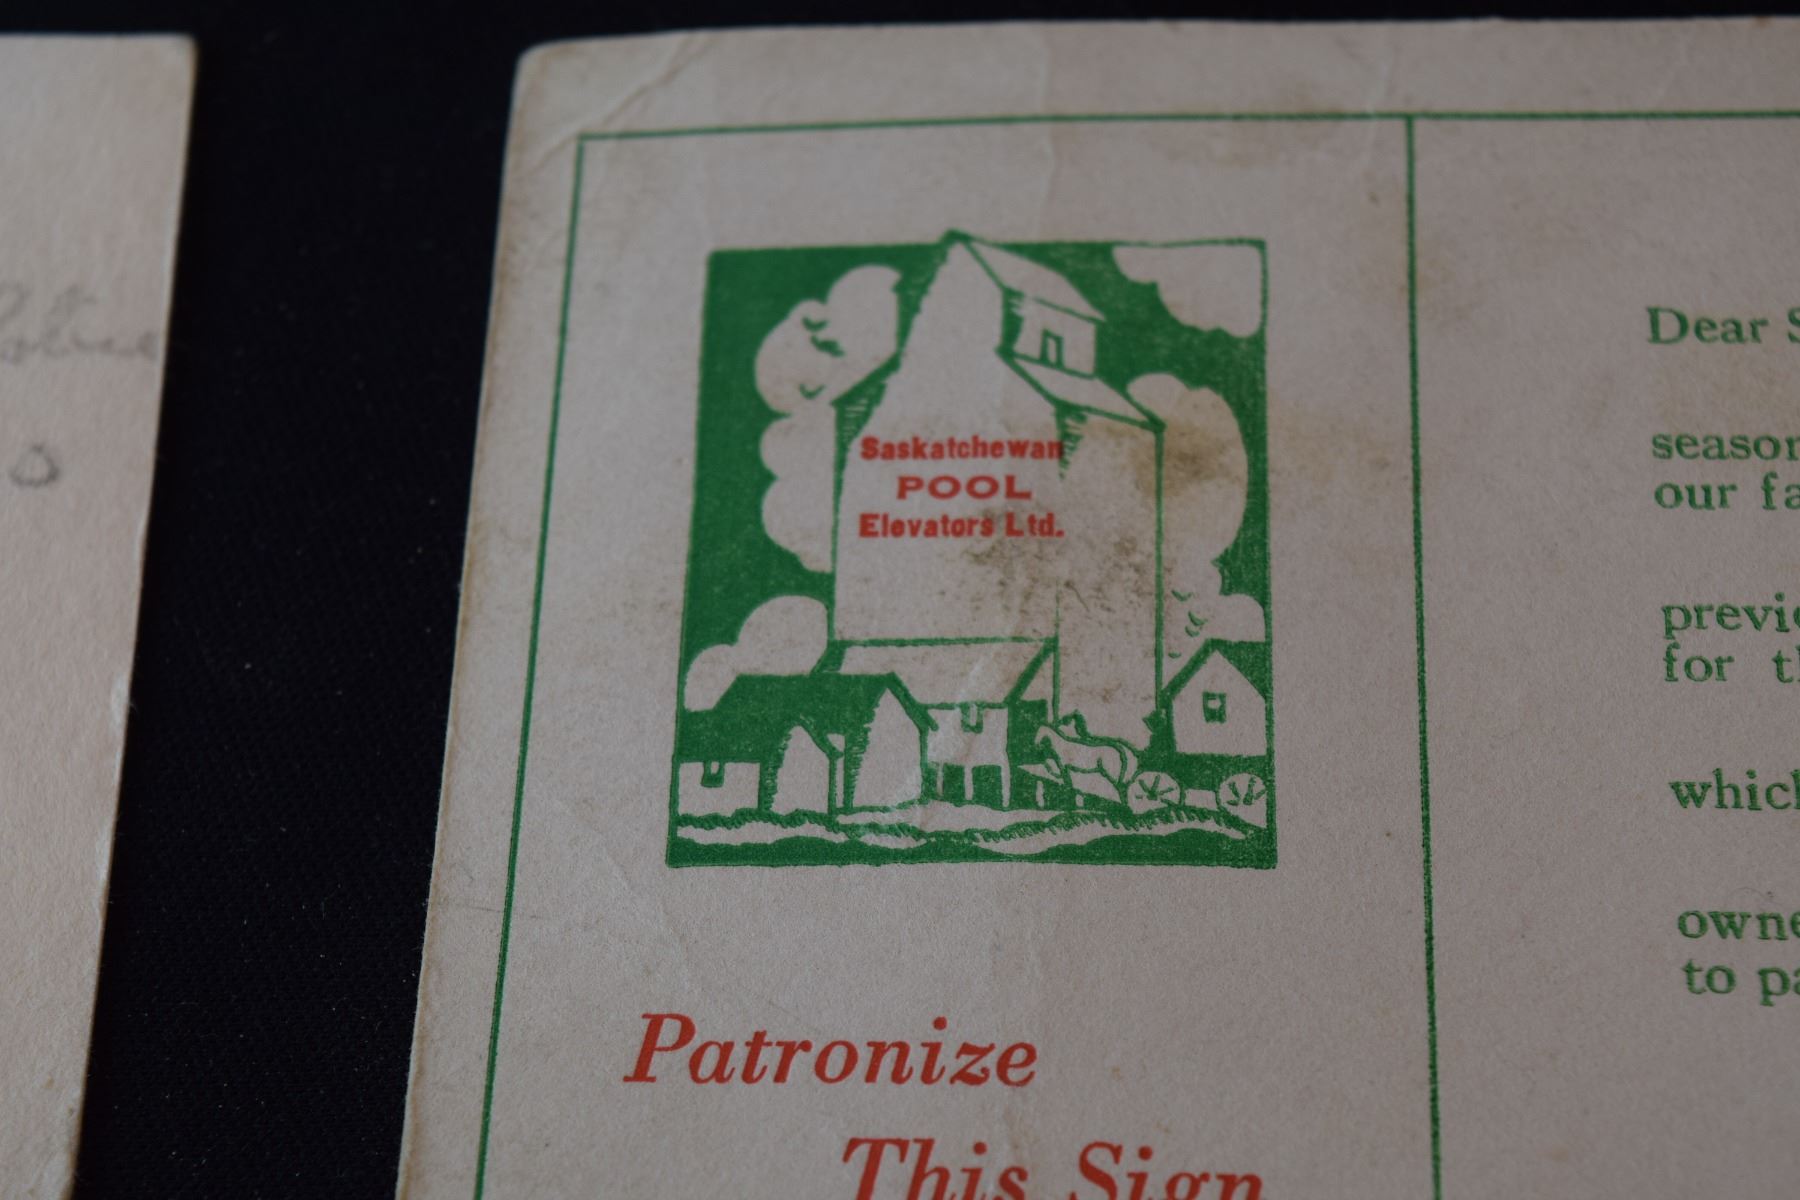 Saskatchewan
POOL
Elevators Ltd.
Patronize
This Sign
Dear S
season
our fa
previo
for th
which
owne
to pa